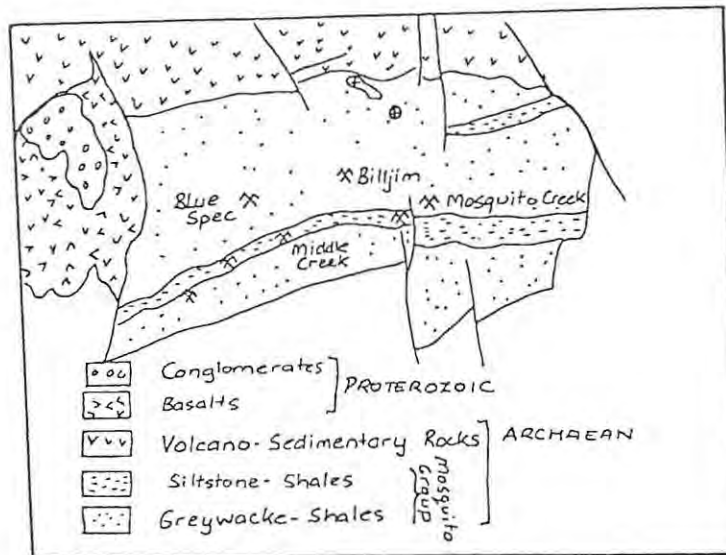 Blue
Spec
Billjim
Mosquito Creek
Middle
Creek
Conglomerates
Basalts
PROTEROZOIC
Volcano-Sedimentary Rocks
ARCHAEAN
Siltstone-Shales
Greywacke-Shales
Mosquito
Group